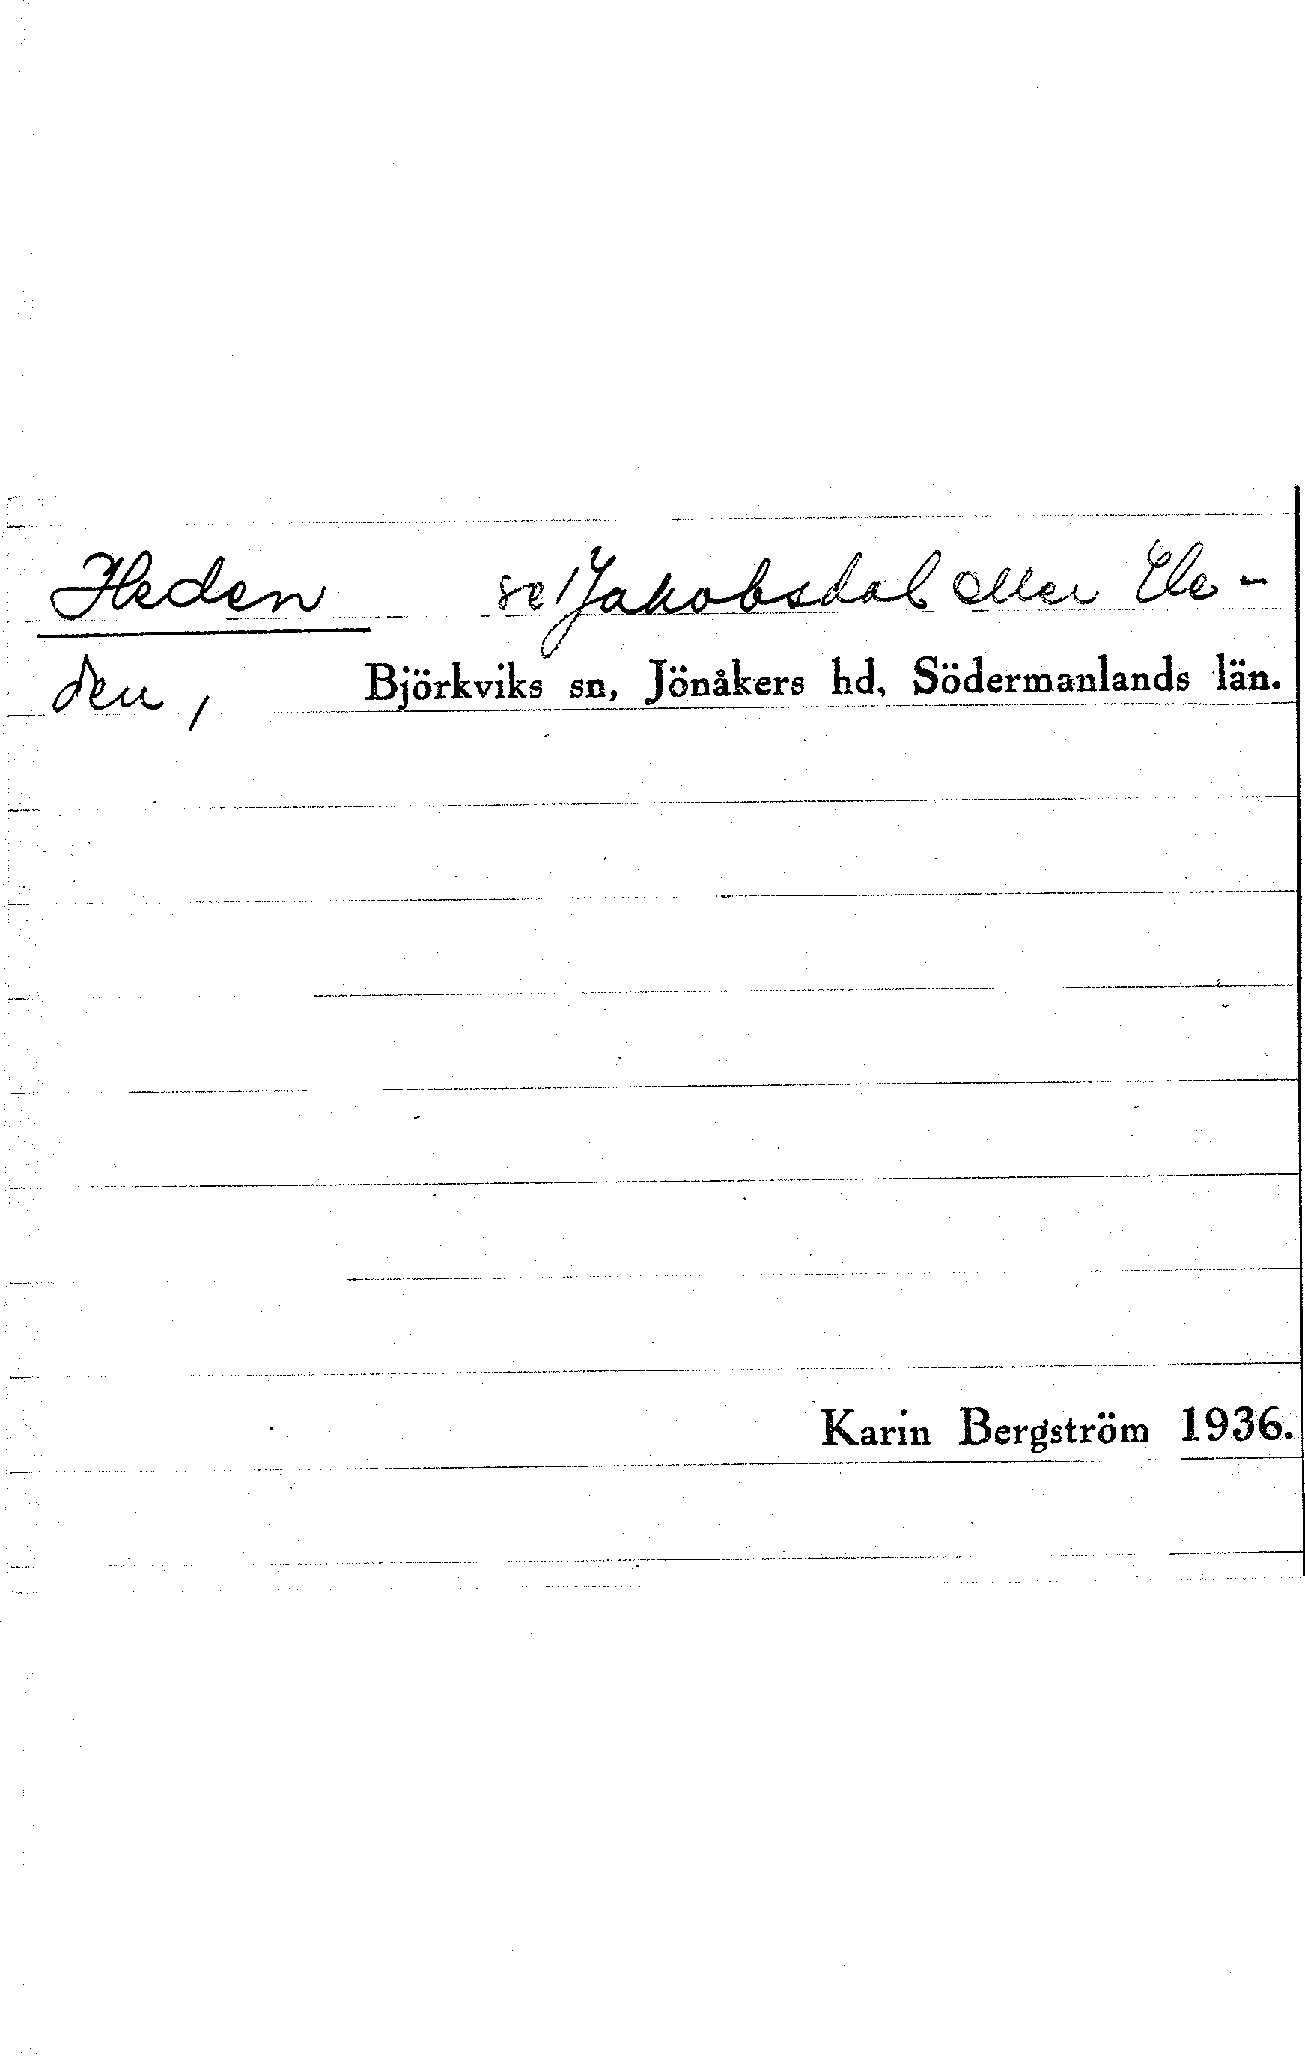 Heden se Jakobsdal eller Ele-
den, Björkviks sn, Jönåkers hd, Södermanlands län.
Karin Bergström 1936.